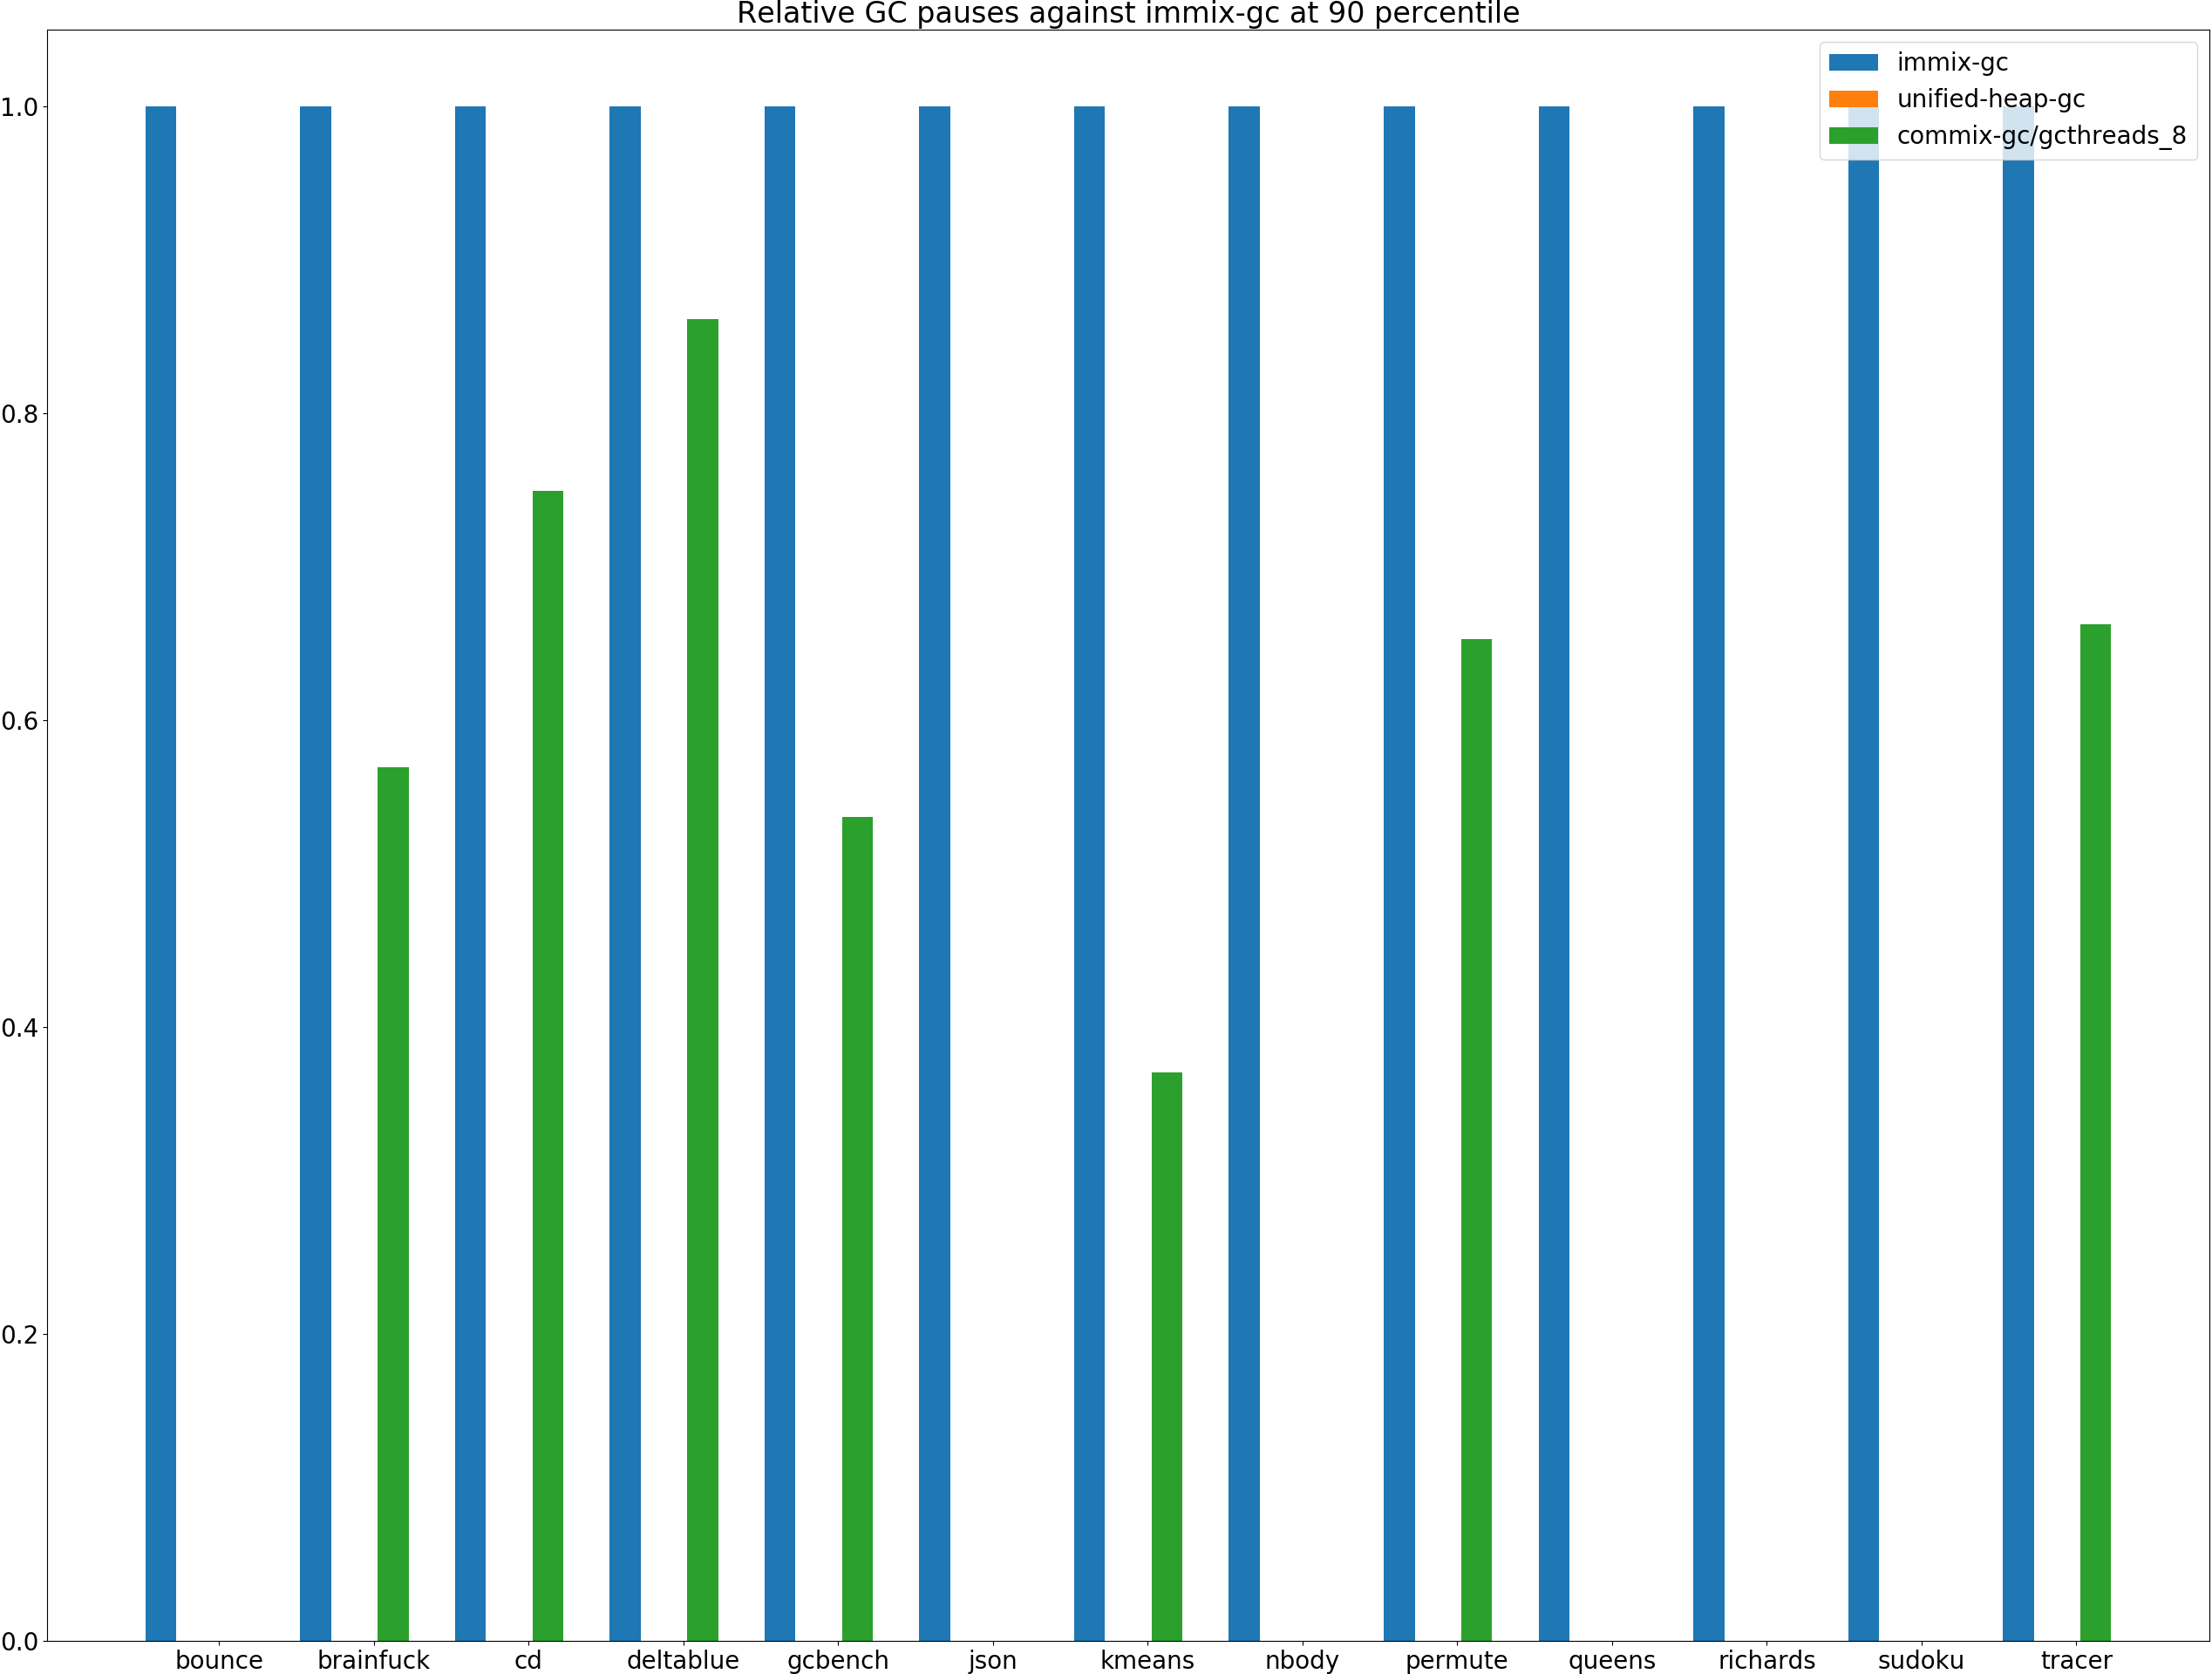 Relative GC pauses against immix-gc at 90 percentile
immix-gc
unified-heap-gc
commix-gc/gcthreads_8
1.0
0.8
0.6
0.4
0.2
0.0
bounce brainfuck cd deltablue gcbench json kmeans nbody permute queens richards sudoku tracer